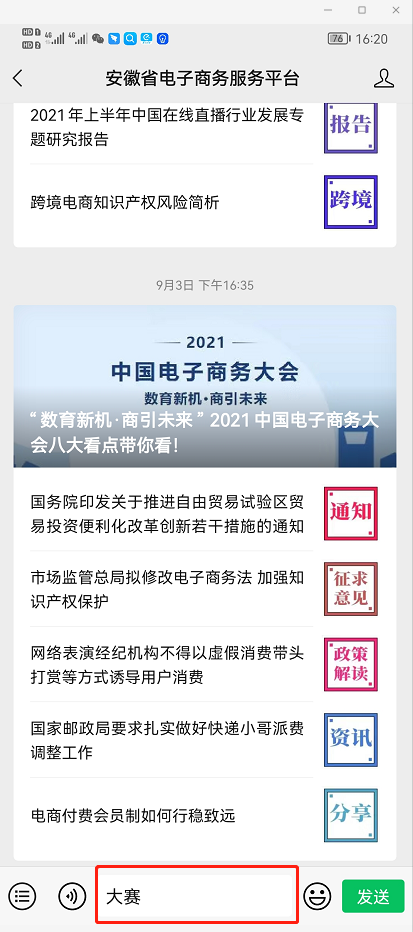 HD 1 4G 4G 76 16:20
HD 2
安徽省电子商务服务平台
2021年上半年中国在线直播行业发展专
题研究报告
报告
跨境电商知识产权风险简析
跨境
9月3日 下午16:35
2021
中国电子商务大会
数育新机·商引未来
“数育新机·商引未来”2021中国电子商务大
会八大看点带你看!
国务院印发关于推进自由贸易试验区贸
易投资便利化改革创新若干措施的通知
通知
市场监管总局拟修改电子商务法 加强知
识产权保护
征求
意见
网络表演经纪机构不得以虚假消费带头
打赏等方式诱导用户消费
政策
解读
国家邮政局要求扎实做好快递小哥派费
调整工作
资讯
电商付费会员制如何行稳致远
分享
大赛
发送